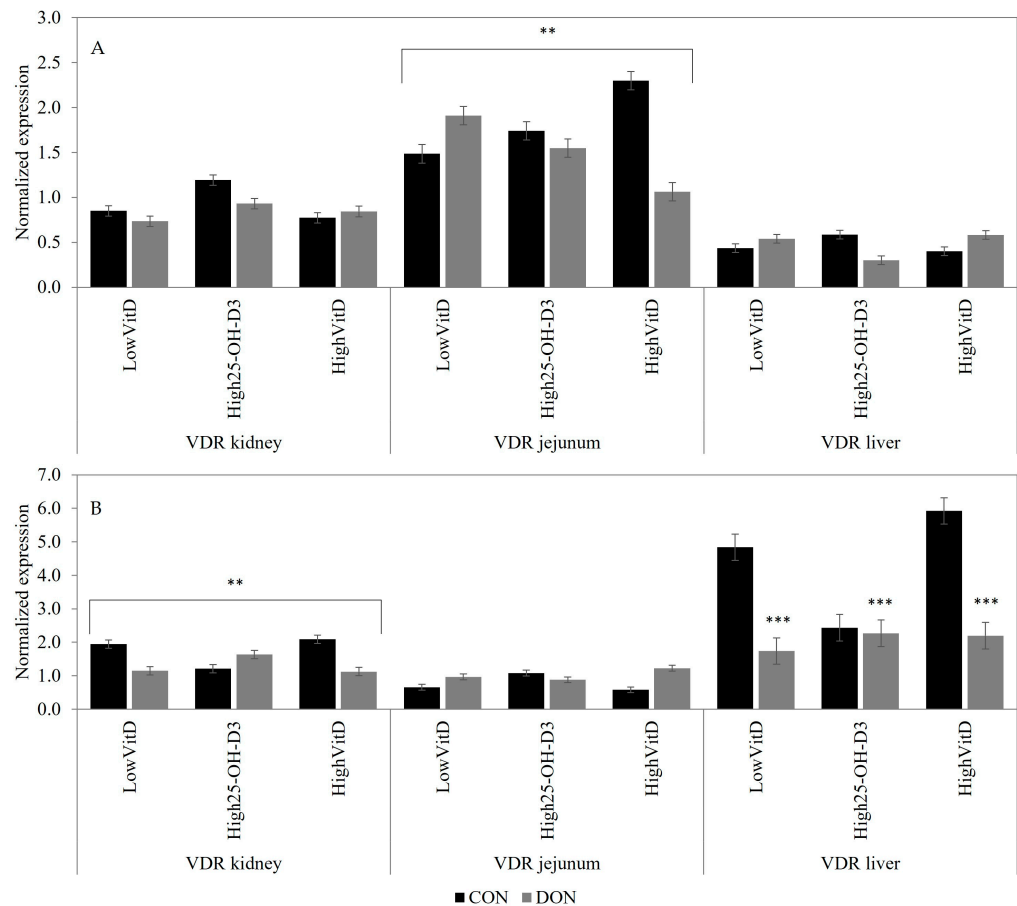 A
Normalized expression
3.0
2.5
2.0
1.5
1.0
0.5
0.0
**
LowVitD
High25-OH-D3
HighVitD
LowVitD
High25-OH-D3
HighVitD
LowVitD
High25-OH-D3
HighVitD
VDR kidney VDR jejunum VDR liver
B
Normalized expression
7.0
6.0
5.0
4.0
3.0
2.0
1.0
0.0
**
***
***
***
LowVitD
High25-OH-D3
HighVitD
LowVitD
High25-OH-D3
HighVitD
LowVitD
High25-OH-D3
HighVitD
VDR kidney VDR jejunum VDR liver
CON DON